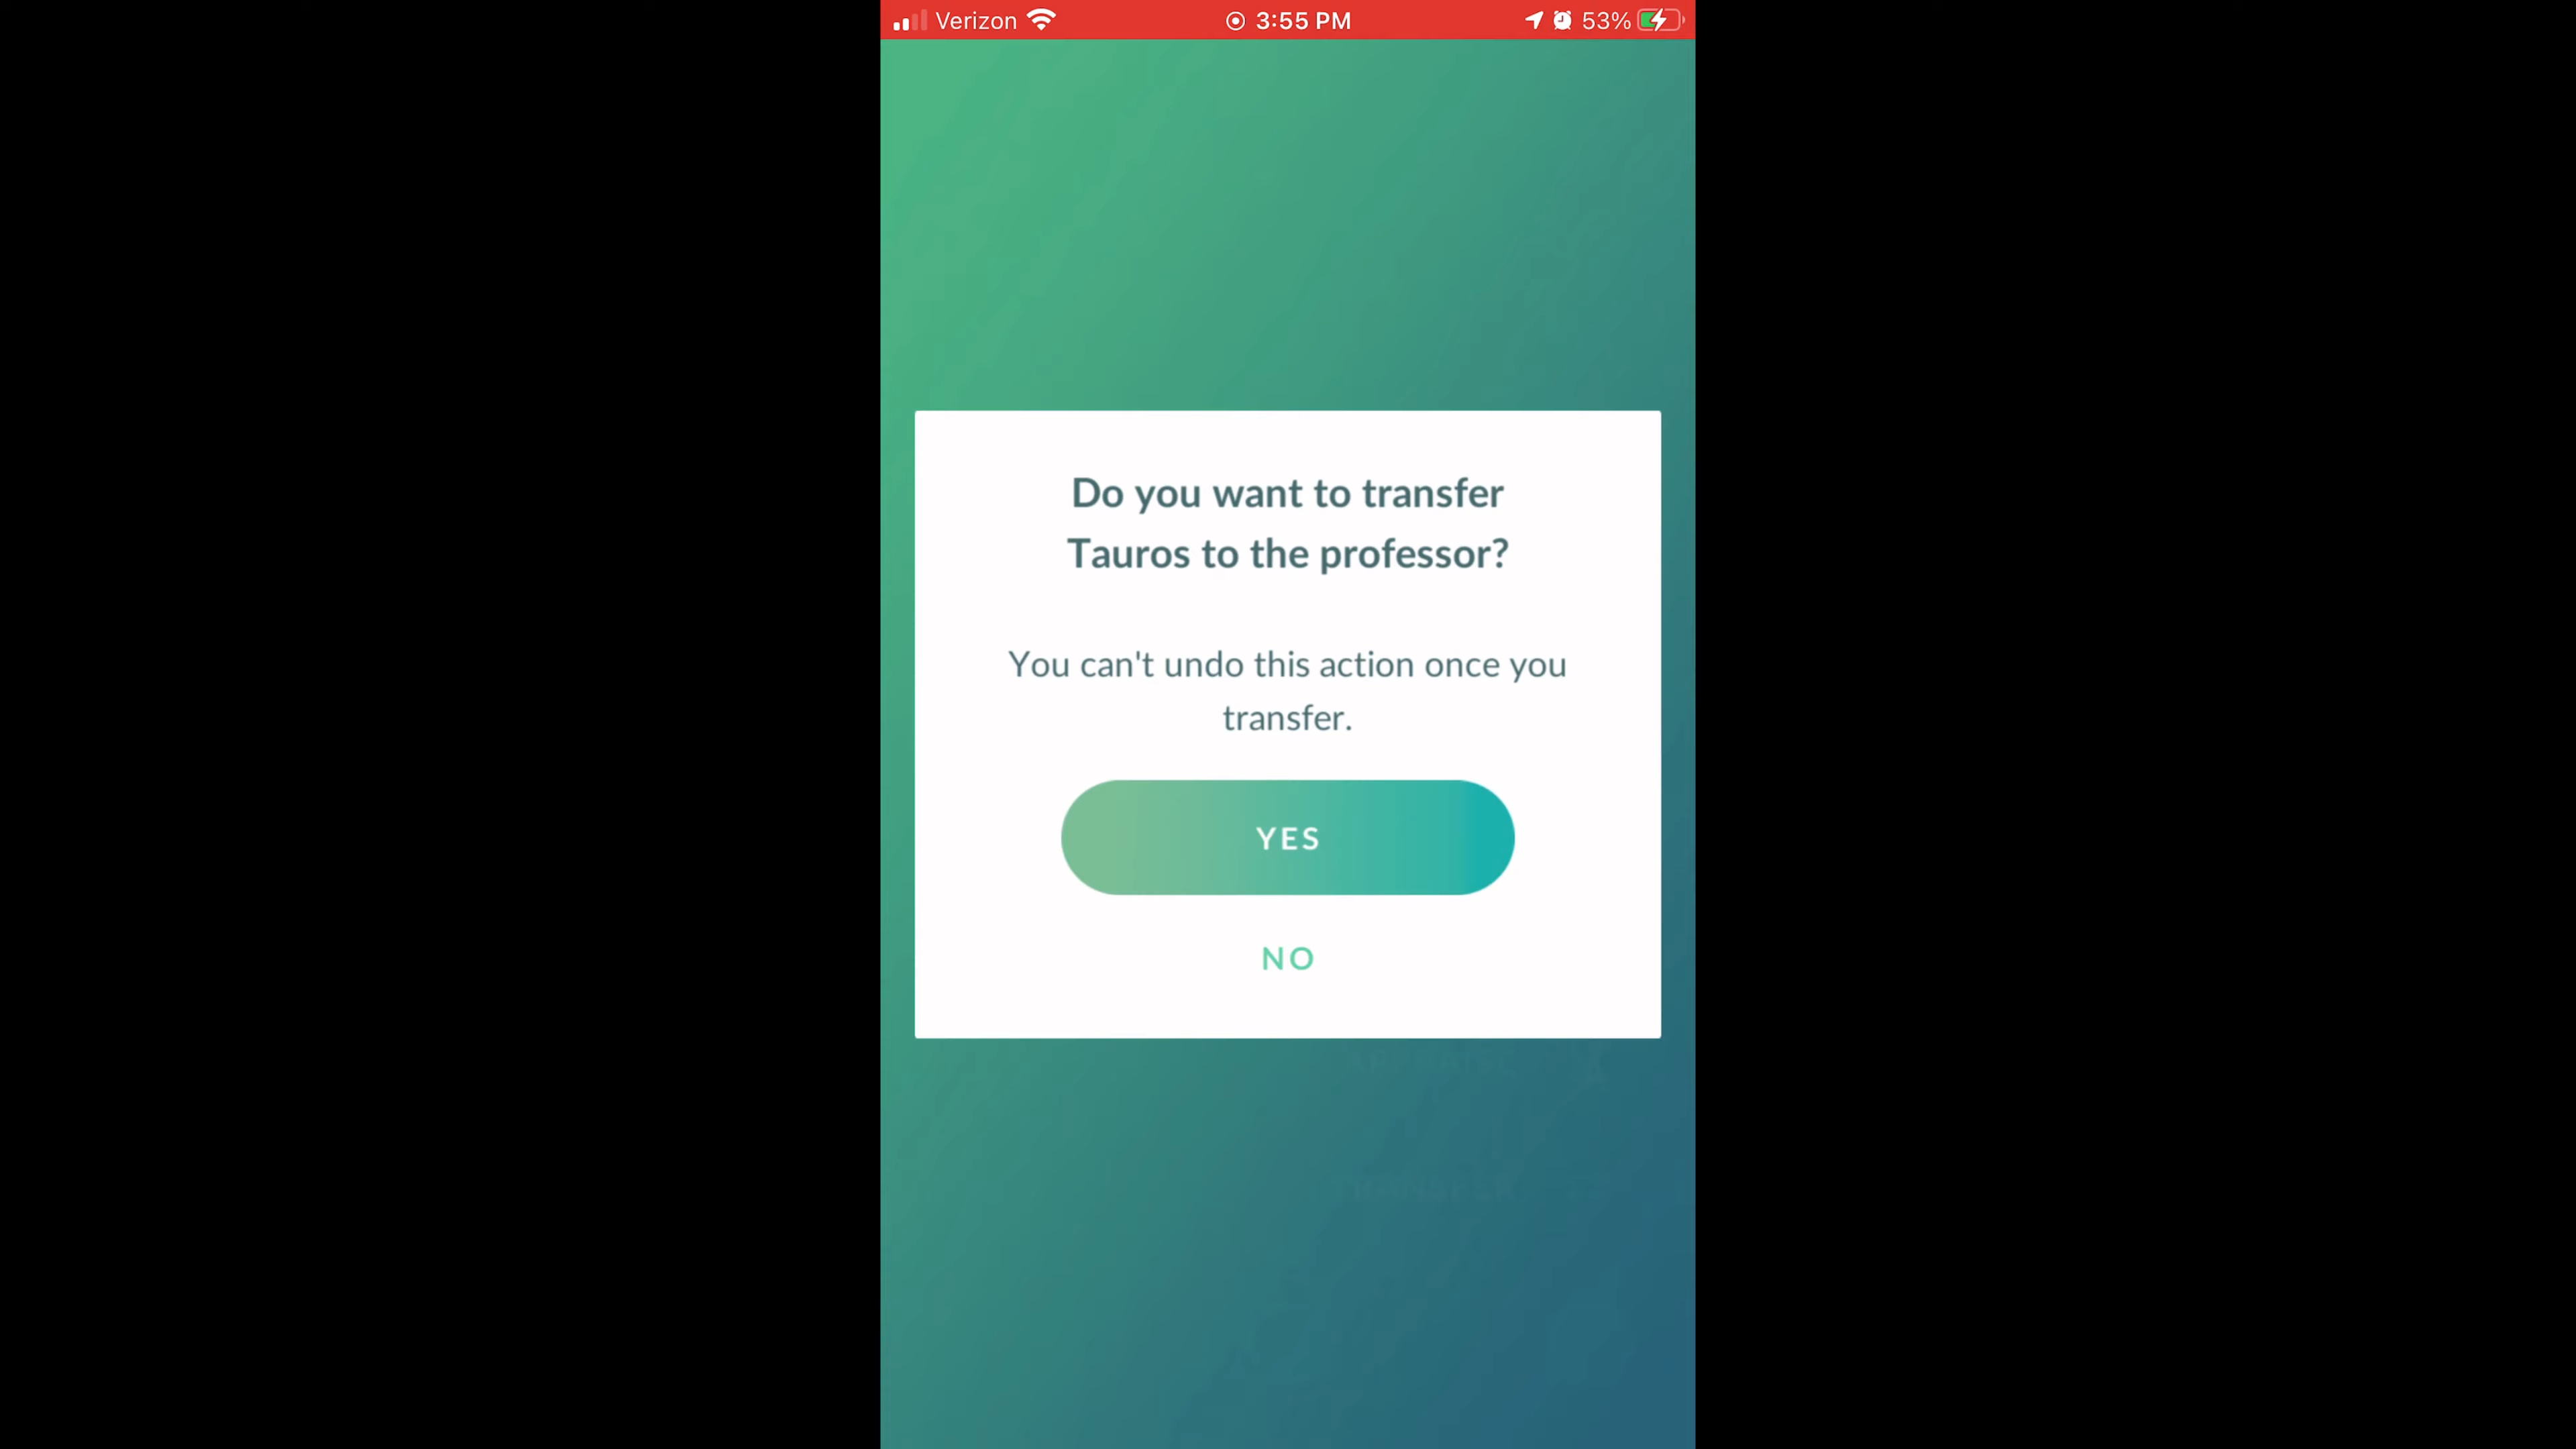 Verizon 3:55 PM 53%
Do you want to transfer
Tauros to the professor?
You can't undo this action once you
transfer.
YES
NO